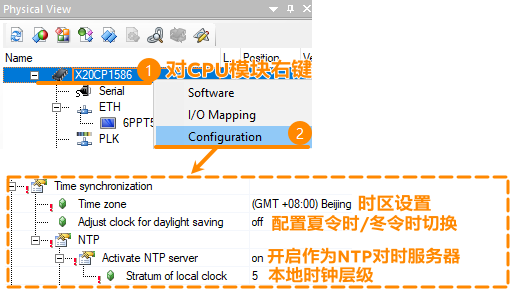 Physical View
Name L.. Position Ve
X20CP1586 1 对CPU模块右键
Serial
ETH
6PPT5
PLK
Software
I/O Mapping
Configuration 2
Time synchronization
Time zone (GMT +08:00) Beijing 时区设置
Adjust clock for daylight saving off 配置夏令时/冬令时切换
NTP
Activate NTP server on 开启作为NTP对时服务器
Stratum of local clock 5 本地时钟层级